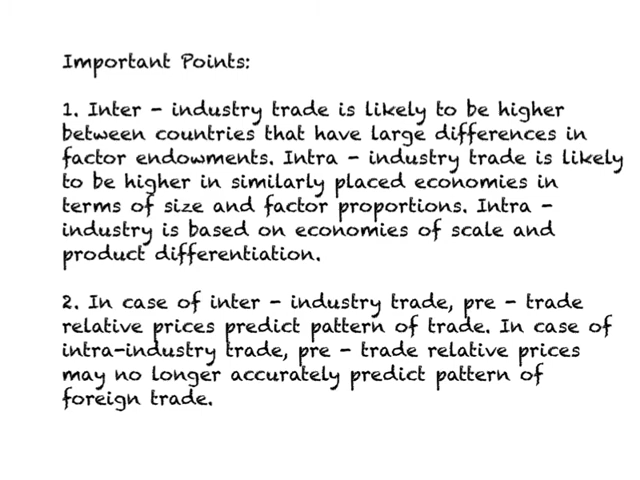 Important Points:
1. Inter - industry trade is likely to be higher
between countries that have large differences in
factor endowments. Intra - industry trade is likely
to be higher in similarly placed economies in
terms of size and factor proportions. Intra -
industry is based on economies of scale and
product differentiation.
2. In case of inter - industry trade, pre - trade
relative prices predict pattern of trade. In case of
intra-industry trade, pre - trade relative prices
may no longer accurately predict pattern of
foreign trade.